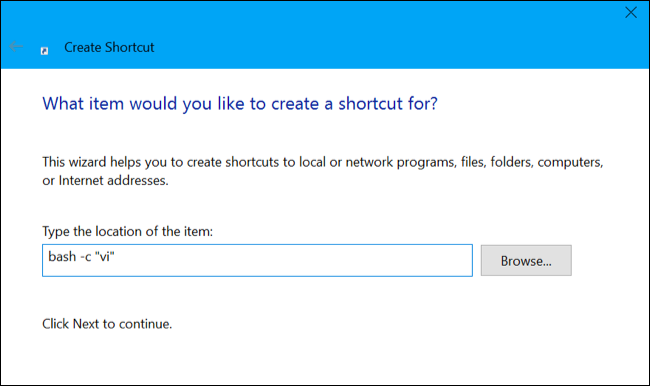 Create Shortcut
What item would you like to create a shortcut for?
This wizard helps you to create shortcuts to local or network programs, files, folders, computers,
or Internet addresses.
Type the location of the item:
bash -c "vi"
Browse...
Click Next to continue.